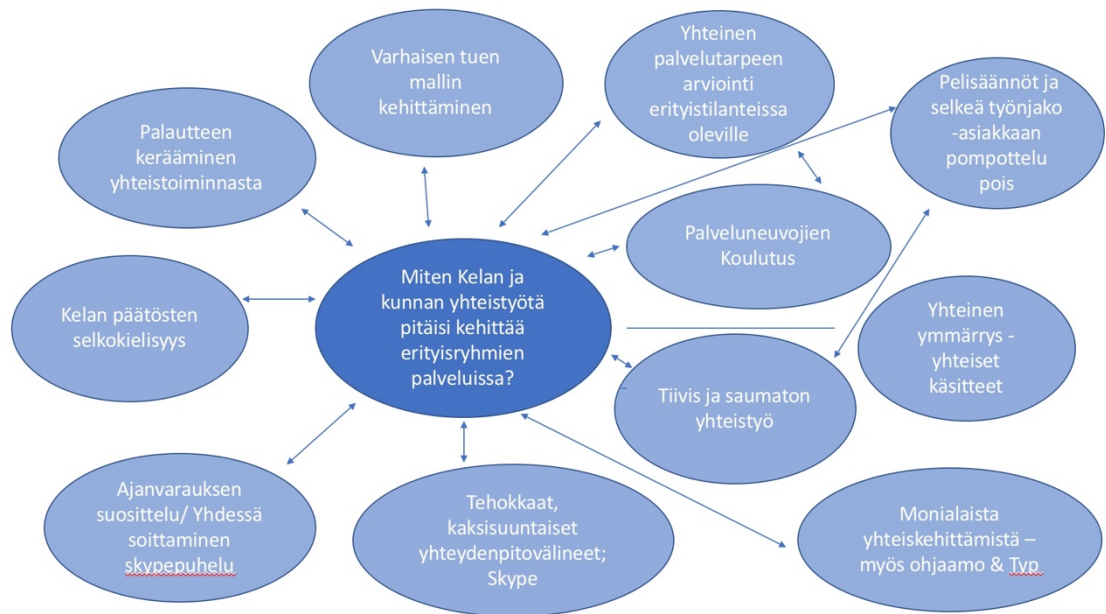 Varhaisen tuen
mallin
kehittäminen
Yhteinen
palvelutarpeen
arviointi
erityistilanteissa
oleville
Pelisäännöt ja
selkeä työnjako
-asiakkaan
pompottelu
pois
Palautteen
kerääminen
yhteistoiminnasta
Palveluneuvojien
Koulutus
Miten Kelan ja
kunnan yhteistyötä
pitäisi kehittää
erityisryhmien
palveluissa?
Kelan päätösten
selkokielisyys
Yhteinen
ymmärrys -
yhteiset
käsitteet
Tiivis ja saumaton
yhteistyö
Ajanvarauksen
suosittelu/ Yhdessä
soittaminen
skypepuhelu
Tehokkaat,
kaksisuuntaiset
yhteydenpitovälineet;
Skype
Monialaista
yhteiskehittämistä –
myös ohjaamo & Typ